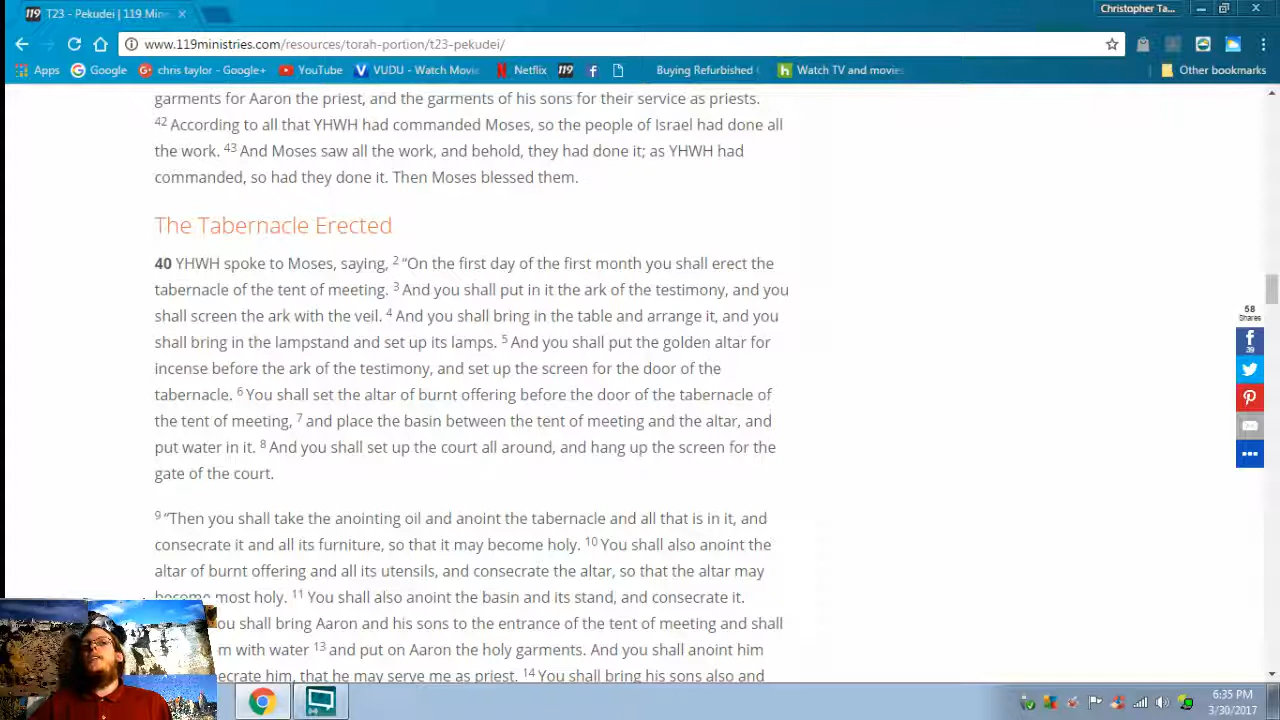 119 T23 - Pekudei | 119 Mine
Christopher Ta...
www.119ministries.com/resources/torah-portion/t23-pekudei/
Apps Google chris taylor - Google+ YouTube VUDU - Watch Movie Netflix 119 Buying Refurbished Watch TV and movies Other bookmarks
garments for Aaron the priest, and the garments of his sons for their service as priests.
42 According to all that YHWH had commanded Moses, so the people of Israel had done all
the work. 43 And Moses saw all the work, and behold, they had done it; as YHWH had
commanded, so had they done it. Then Moses blessed them.
The Tabernacle Erected
40 YHWH spoke to Moses, saying, 2 “On the first day of the first month you shall erect the
tabernacle of the tent of meeting. 3 And you shall put in it the ark of the testimony, and you
shall screen the ark with the veil. 4 And you shall bring in the table and arrange it, and you
shall bring in the lampstand and set up its lamps. 5 And you shall put the golden altar for
incense before the ark of the testimony, and set up the screen for the door of the
tabernacle. 6 You shall set the altar of burnt offering before the door of the tabernacle of
the tent of meeting, 7 and place the basin between the tent of meeting and the altar, and
put water in it. 8 And you shall set up the court all around, and hang up the screen for the
gate of the court.
9 “Then you shall take the anointing oil and anoint the tabernacle and all that is in it, and
consecrate it and all its furniture, so that it may become holy. 10 You shall also anoint the
altar of burnt offering and all its utensils, and consecrate the altar, so that the altar may
become most holy. 11 You shall also anoint the basin and its stand, and consecrate it.
ou shall bring Aaron and his sons to the entrance of the tent of meeting and shall
m with water 13 and put on Aaron the holy garments. And you shall anoint him
ecrate him, that he may serve me as priest. 14 You shall bring his sons also and
58
Shares
39
6:35 PM
3/30/2017